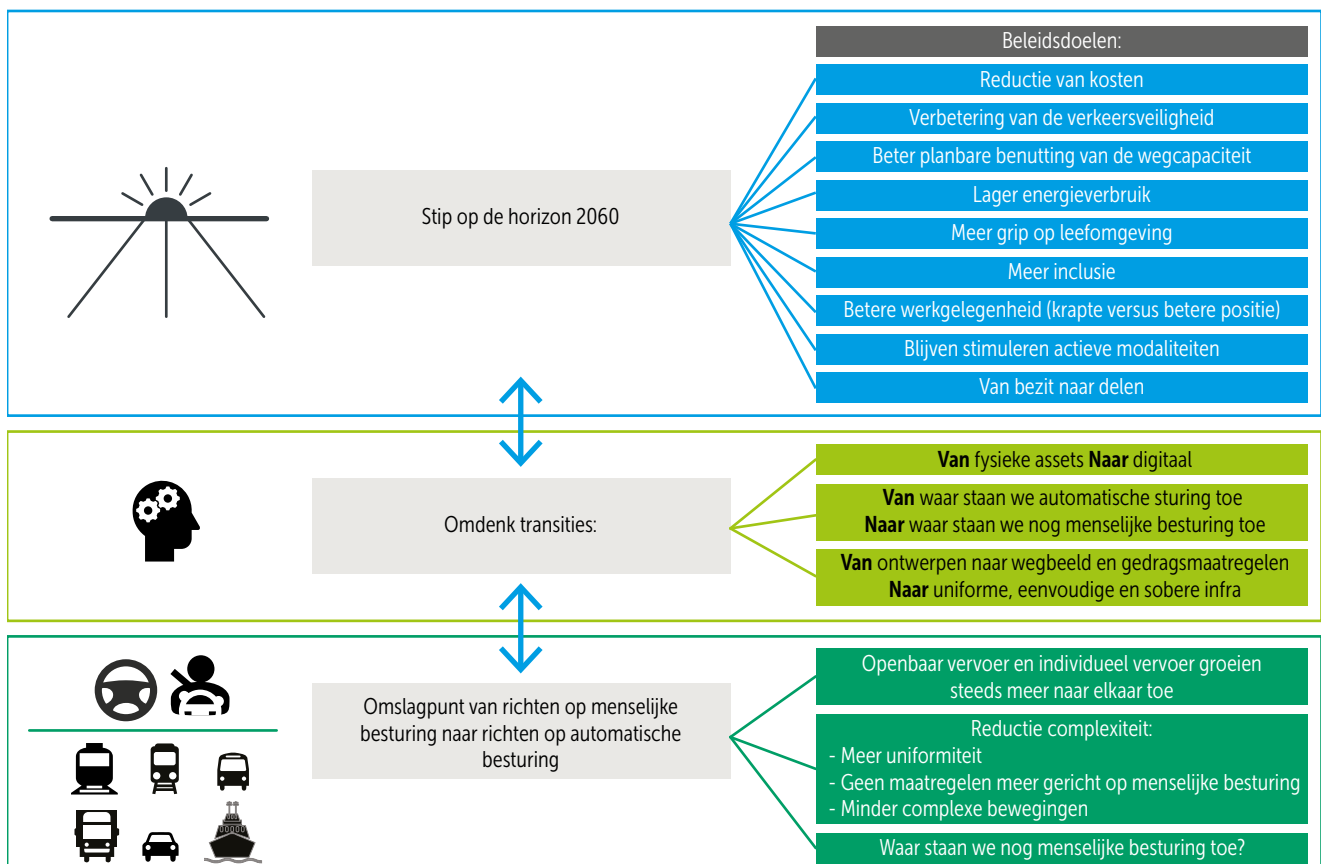 Beleidsdoelen:
Reductie van kosten
Verbetering van de verkeersveiligheid
Beter planbare benutting van de wegcapaciteit
Lager energieverbruik
Meer grip op leefomgeving
Meer inclusie
Betere werkgelegenheid (krapte versus betere positie)
Blijven stimuleren actieve modaliteiten
Van bezit naar delen
Stip op de horizon 2060
Omdenk transities:
Van fysieke assets Naar digitaal
Van waar staan we automatische sturing toe
Naar waar staan we nog menselijke besturing toe
Van ontwerpen naar wegbeeld en gedragsmaatregelen
Naar uniforme, eenvoudige en sobere infra
Omslagpunt van richten op menselijke
besturing naar richten op automatische
besturing
Openbaar vervoer en individueel vervoer groeien
steeds meer naar elkaar toe
Reductie complexiteit:
- Meer uniformiteit
- Geen maatregelen meer gericht op menselijke besturing
- Minder complexe bewegingen
Waar staan we nog menselijke besturing toe?